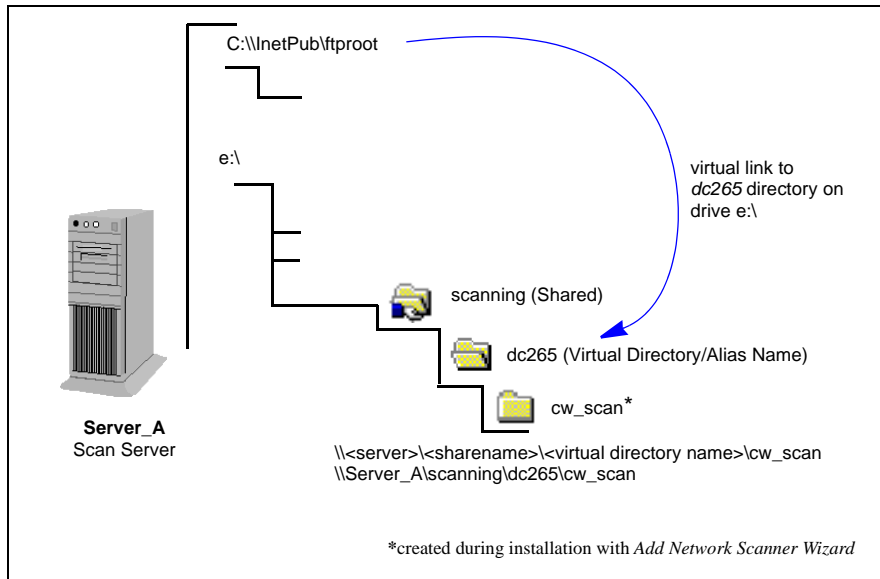 C:\\InetPub\ftproot
e:\
virtual link to
dc265 directory on
drive e:\
scanning (Shared)
dc265 (Virtual Directory/Alias Name)
cw_scan*
Server_A
Scan Server
\\<server>\<sharename>\<virtual directory name>\cw_scan
\\Server_A\scanning\dc265\cw_scan
*created during installation with Add Network Scanner Wizard